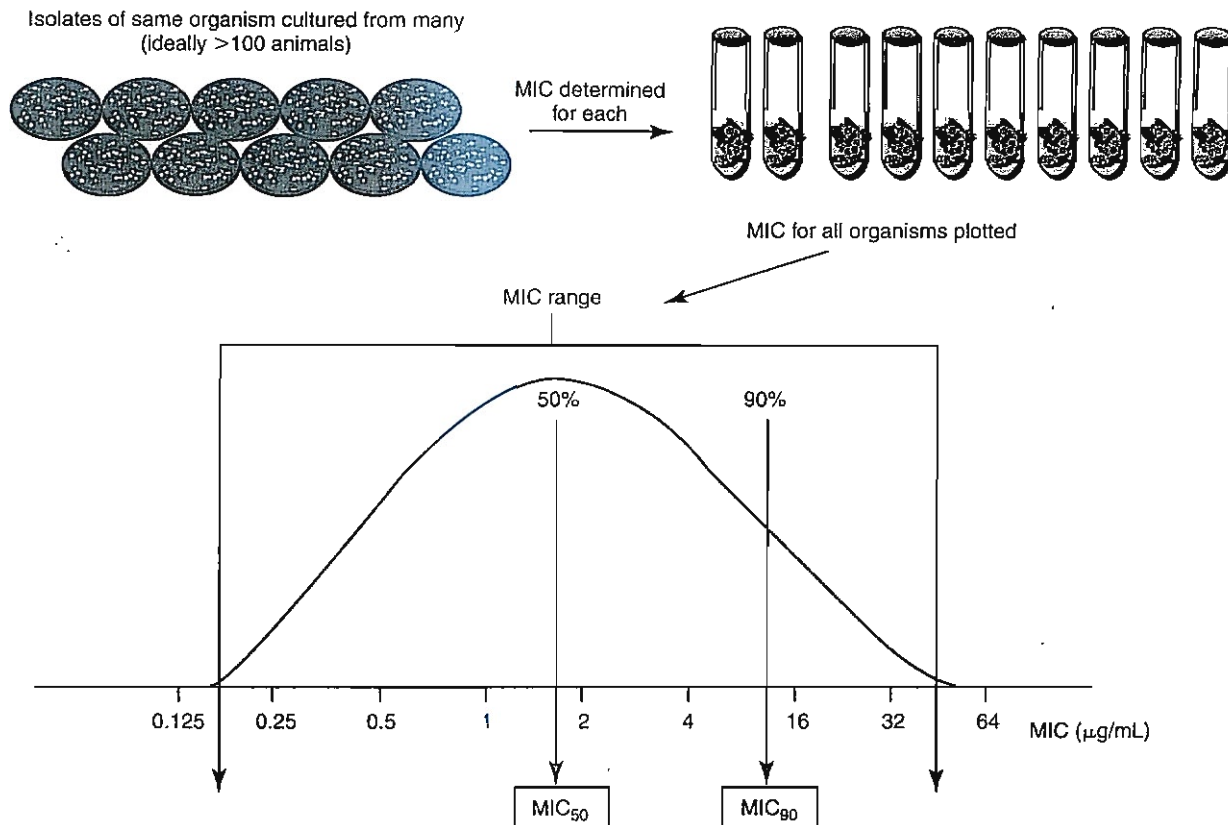 Isolates of same organism cultured from many
(ideally >100 animals)
MIC determined
for each
MIC for all organisms plotted
MIC range
50%
90%
0.125
0.25
0.5
1
2
4
16
32
64
MIC (μg/mL)
MIC50
MIC90